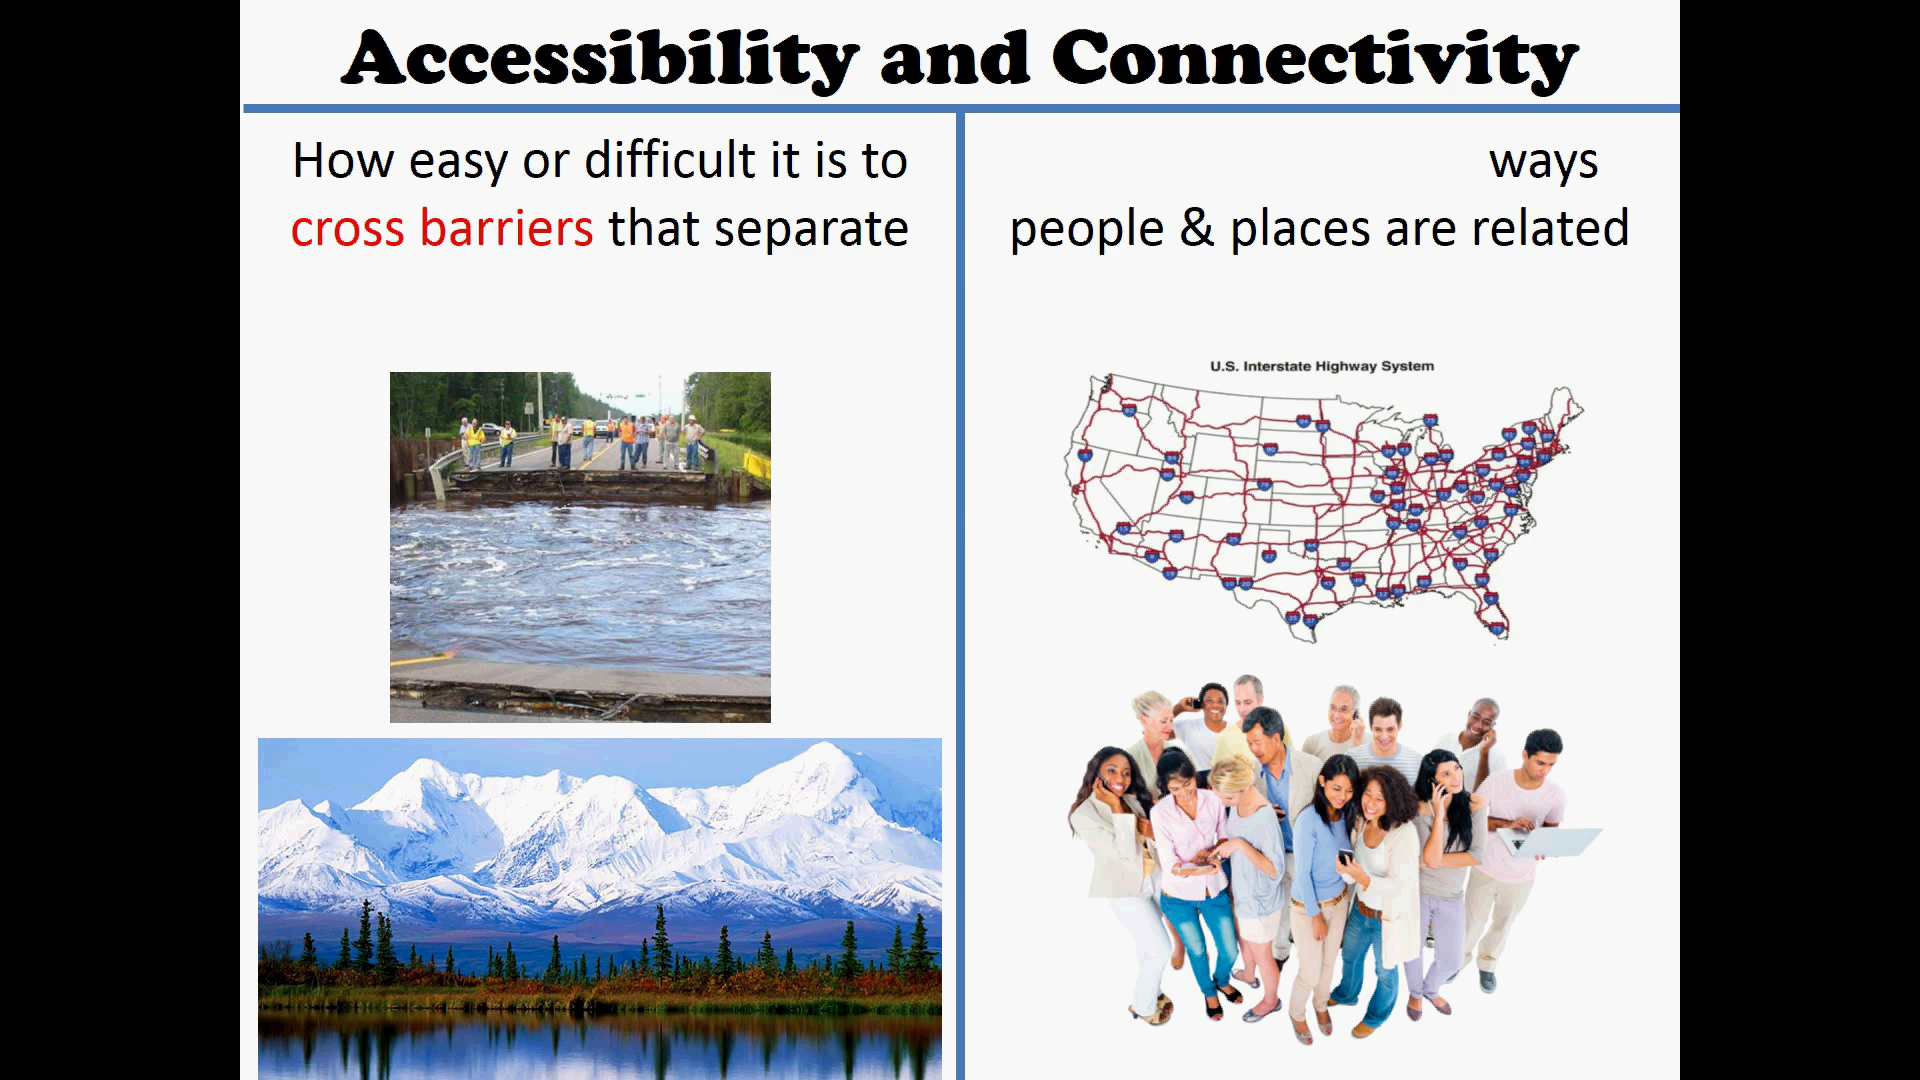 Accessibility and Connectivity
How easy or difficult it is to
cross barriers that separate
ways
people & places are related
U.S. Interstate Highway System